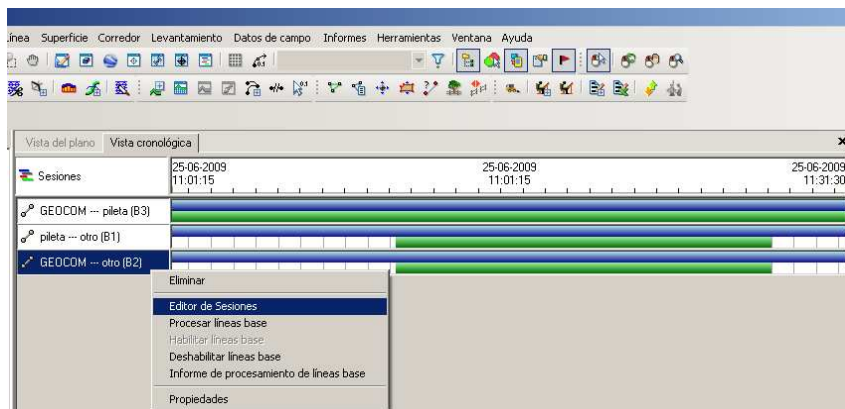 Línea Superficie Corredor Levantamiento Datos de campo Informes Herramientas Ventana Ayuda
Vista del plano Vista cronológica
Sesiones
25-06-2009 25-06-2009 25-06-2009
11:01:15 11:01:15 11:31:30
GEOCOM --- pileta (B3)
pileta --- otro (B1)
GEOCOM --- otro (B2)
Eliminar
Editor de Sesiones
Procesar líneas base
Habilitar líneas base
Deshabilitar líneas base
Informe de procesamiento de líneas base
Propiedades